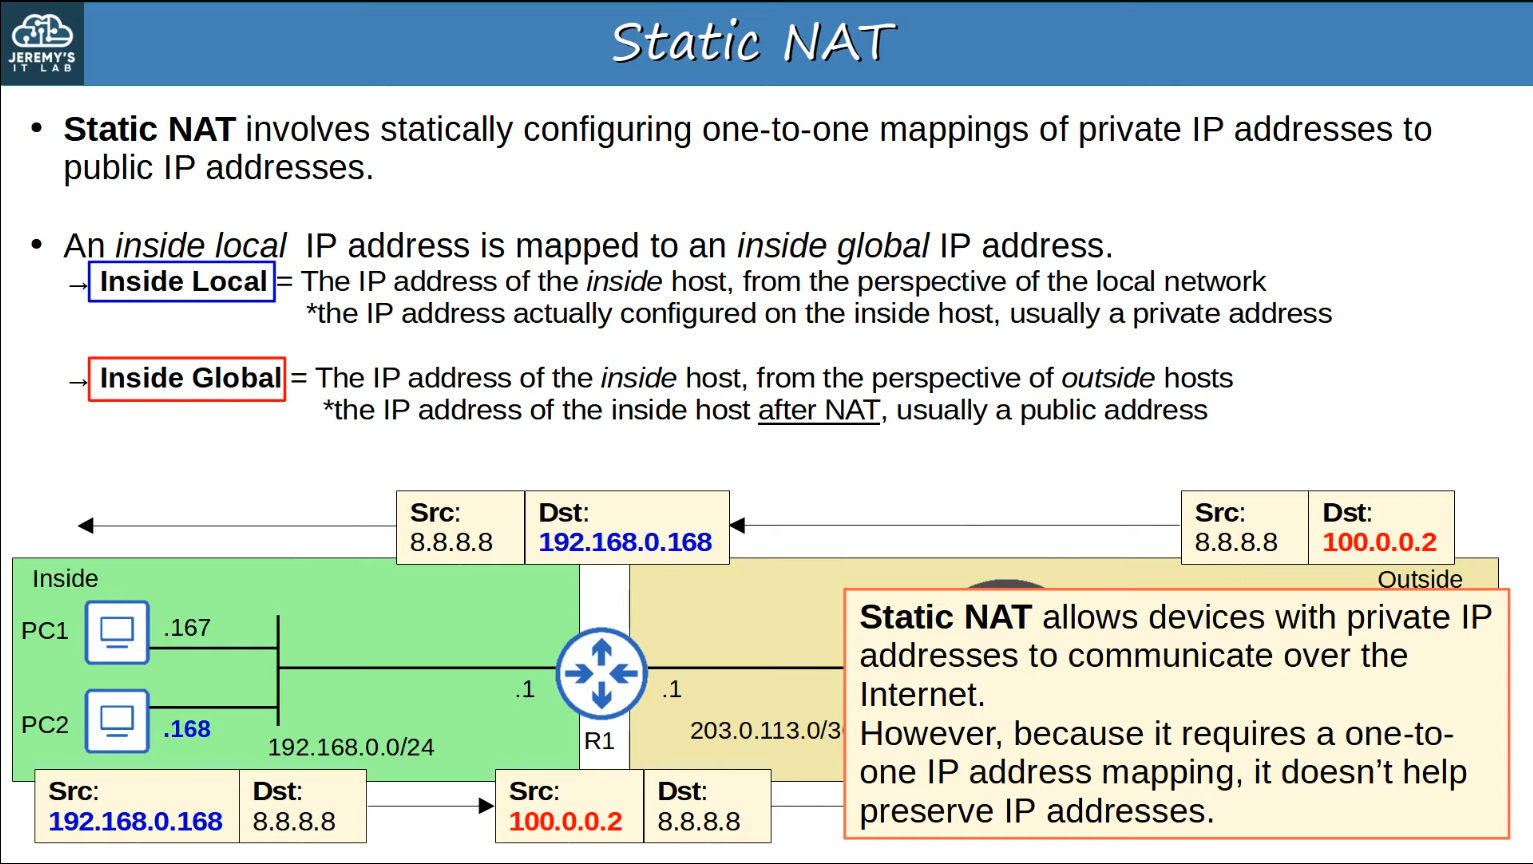 JEREMY'S
IT LAB
Static NAT
• Static NAT involves statically configuring one-to-one mappings of private IP addresses to
public IP addresses.
• An inside local IP address is mapped to an inside global IP address.
→ Inside Local = The IP address of the inside host, from the perspective of the local network
*the IP address actually configured on the inside host, usually a private address
→ Inside Global = The IP address of the inside host, from the perspective of outside hosts
*the IP address of the inside host after NAT, usually a public address
Src: Dst:
8.8.8.8 192.168.0.168
Src: Dst:
8.8.8.8 100.0.0.2
Inside
Outside
PC1 .167
PC2 .168
192.168.0.0/24
.1
R1
.1
203.0.113.0/3
Static NAT allows devices with private IP
addresses to communicate over the
Internet.
However, because it requires a one-to-
one IP address mapping, it doesn't help
preserve IP addresses.
Src: Dst:
192.168.0.168 8.8.8.8
Src: Dst:
100.0.0.2 8.8.8.8